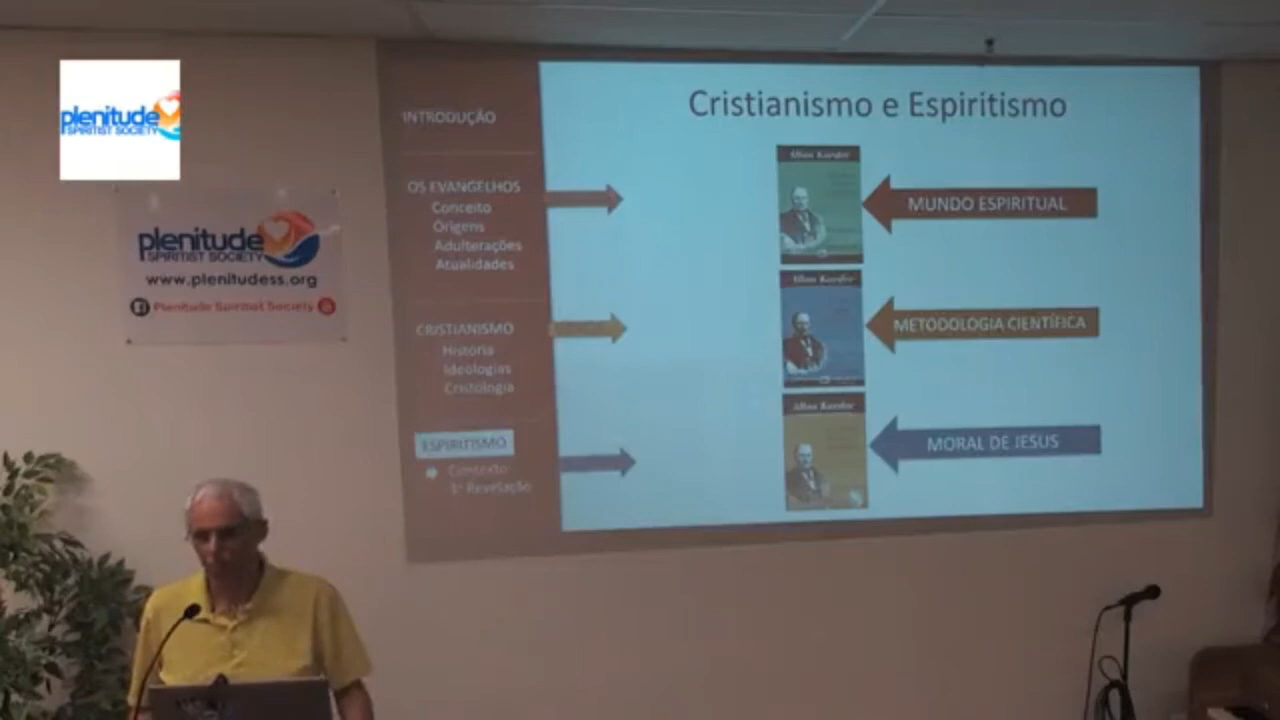 plenitude
SPIRITIST SOCIETY
plenitude
SPIRITIST SOCIETY
www.plenitudess.org
Plenitude Spiritist Society
INTRODUÇÃO
OS EVANGELHOS
Conceito
Origens
Adulterações
Atualidades
CRISTIANISMO
História
Ideologias
Cristologia
ESPIRITISMO
Contexto
1ª Revelação
Cristianismo e Espiritismo
Allan Kardec
MUNDO ESPIRITUAL
Allan Kardec
METODOLOGIA CIENTÍFICA
Allan Kardec
MORAL DE JESUS